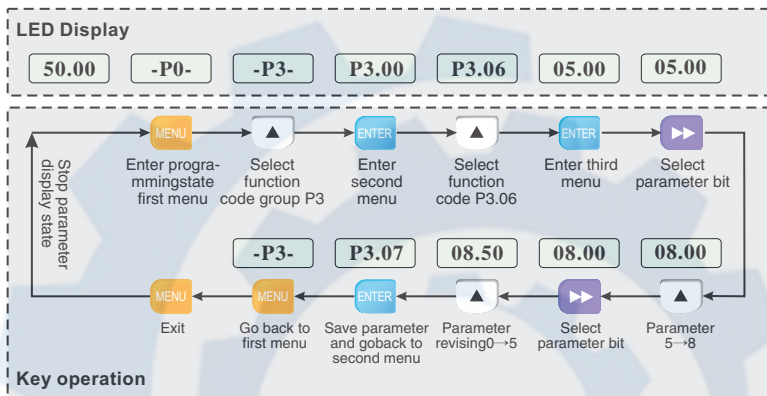 LED Display
50.00 -P0- -P3- P3.00 P3.06 05.00 05.00
MENU ▲ ENTER ▲ ENTER ▶▶
Enter progra-
mmingstate
first menu
Select
function
code group P3
Enter
second
menu
Select
function
code P3.06
Enter third
menu
Select
parameter bit
Stop parameter
display state
-P3- P3.07 08.50 08.00 08.00
MENU MENU ENTER ▲ ▶▶ ▲
Exit
Go back to
first menu
Save parameter
and goback to
second menu
Parameter
revising0→5
Select
parameter bit
Parameter
5→8
Key operation